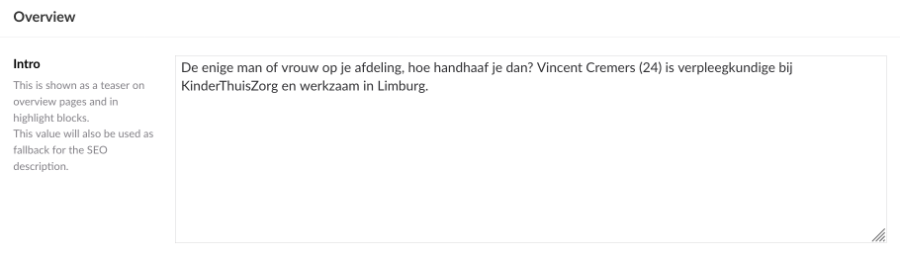 Overview
Intro
This is shown as a teaser on
overview pages and in
highlight blocks.
This value will also be used as
fallback for the SEO
description.
De enige man of vrouw op je afdeling, hoe handhaaf je dan? Vincent Cremers (24) is verpleegkundige bij
KinderThuisZorg en werkzaam in Limburg.